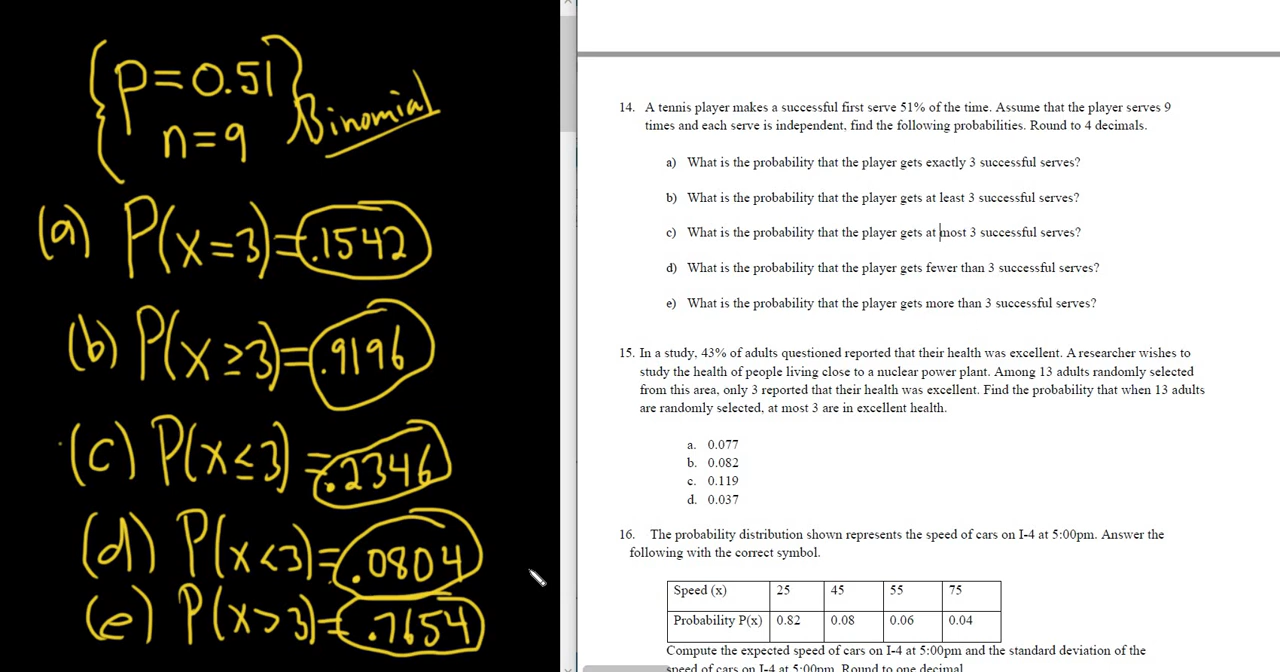 p=0.51
n=9
Binomial
(a) P(x=3)=.1542
(b) P(x≥3)=.9196
(c) P(x≤3)=.2346
(d) P(x<3)=.0804
(e) P(x>3)=.7654
14. A tennis player makes a successful first serve 51% of the time. Assume that the player serves 9
times and each serve is independent, find the following probabilities. Round to 4 decimals.
a) What is the probability that the player gets exactly 3 successful serves?
b) What is the probability that the player gets at least 3 successful serves?
c) What is the probability that the player gets at most 3 successful serves?
d) What is the probability that the player gets fewer than 3 successful serves?
e) What is the probability that the player gets more than 3 successful serves?
15. In a study, 43% of adults questioned reported that their health was excellent. A researcher wishes to
study the health of people living close to a nuclear power plant. Among 13 adults randomly selected
from this area, only 3 reported that their health was excellent. Find the probability that when 13 adults
are randomly selected, at most 3 are in excellent health.
a. 0.077
b. 0.082
c. 0.119
d. 0.037
16. The probability distribution shown represents the speed of cars on I-4 at 5:00pm. Answer the
following with the correct symbol.
Speed (x) 25 45 55 75
Probability P(x) 0.82 0.08 0.06 0.04
Compute the expected speed of cars on I-4 at 5:00pm and the standard deviation of the
speed of cars on I-4 at 5:00pm. Round to one decimal.